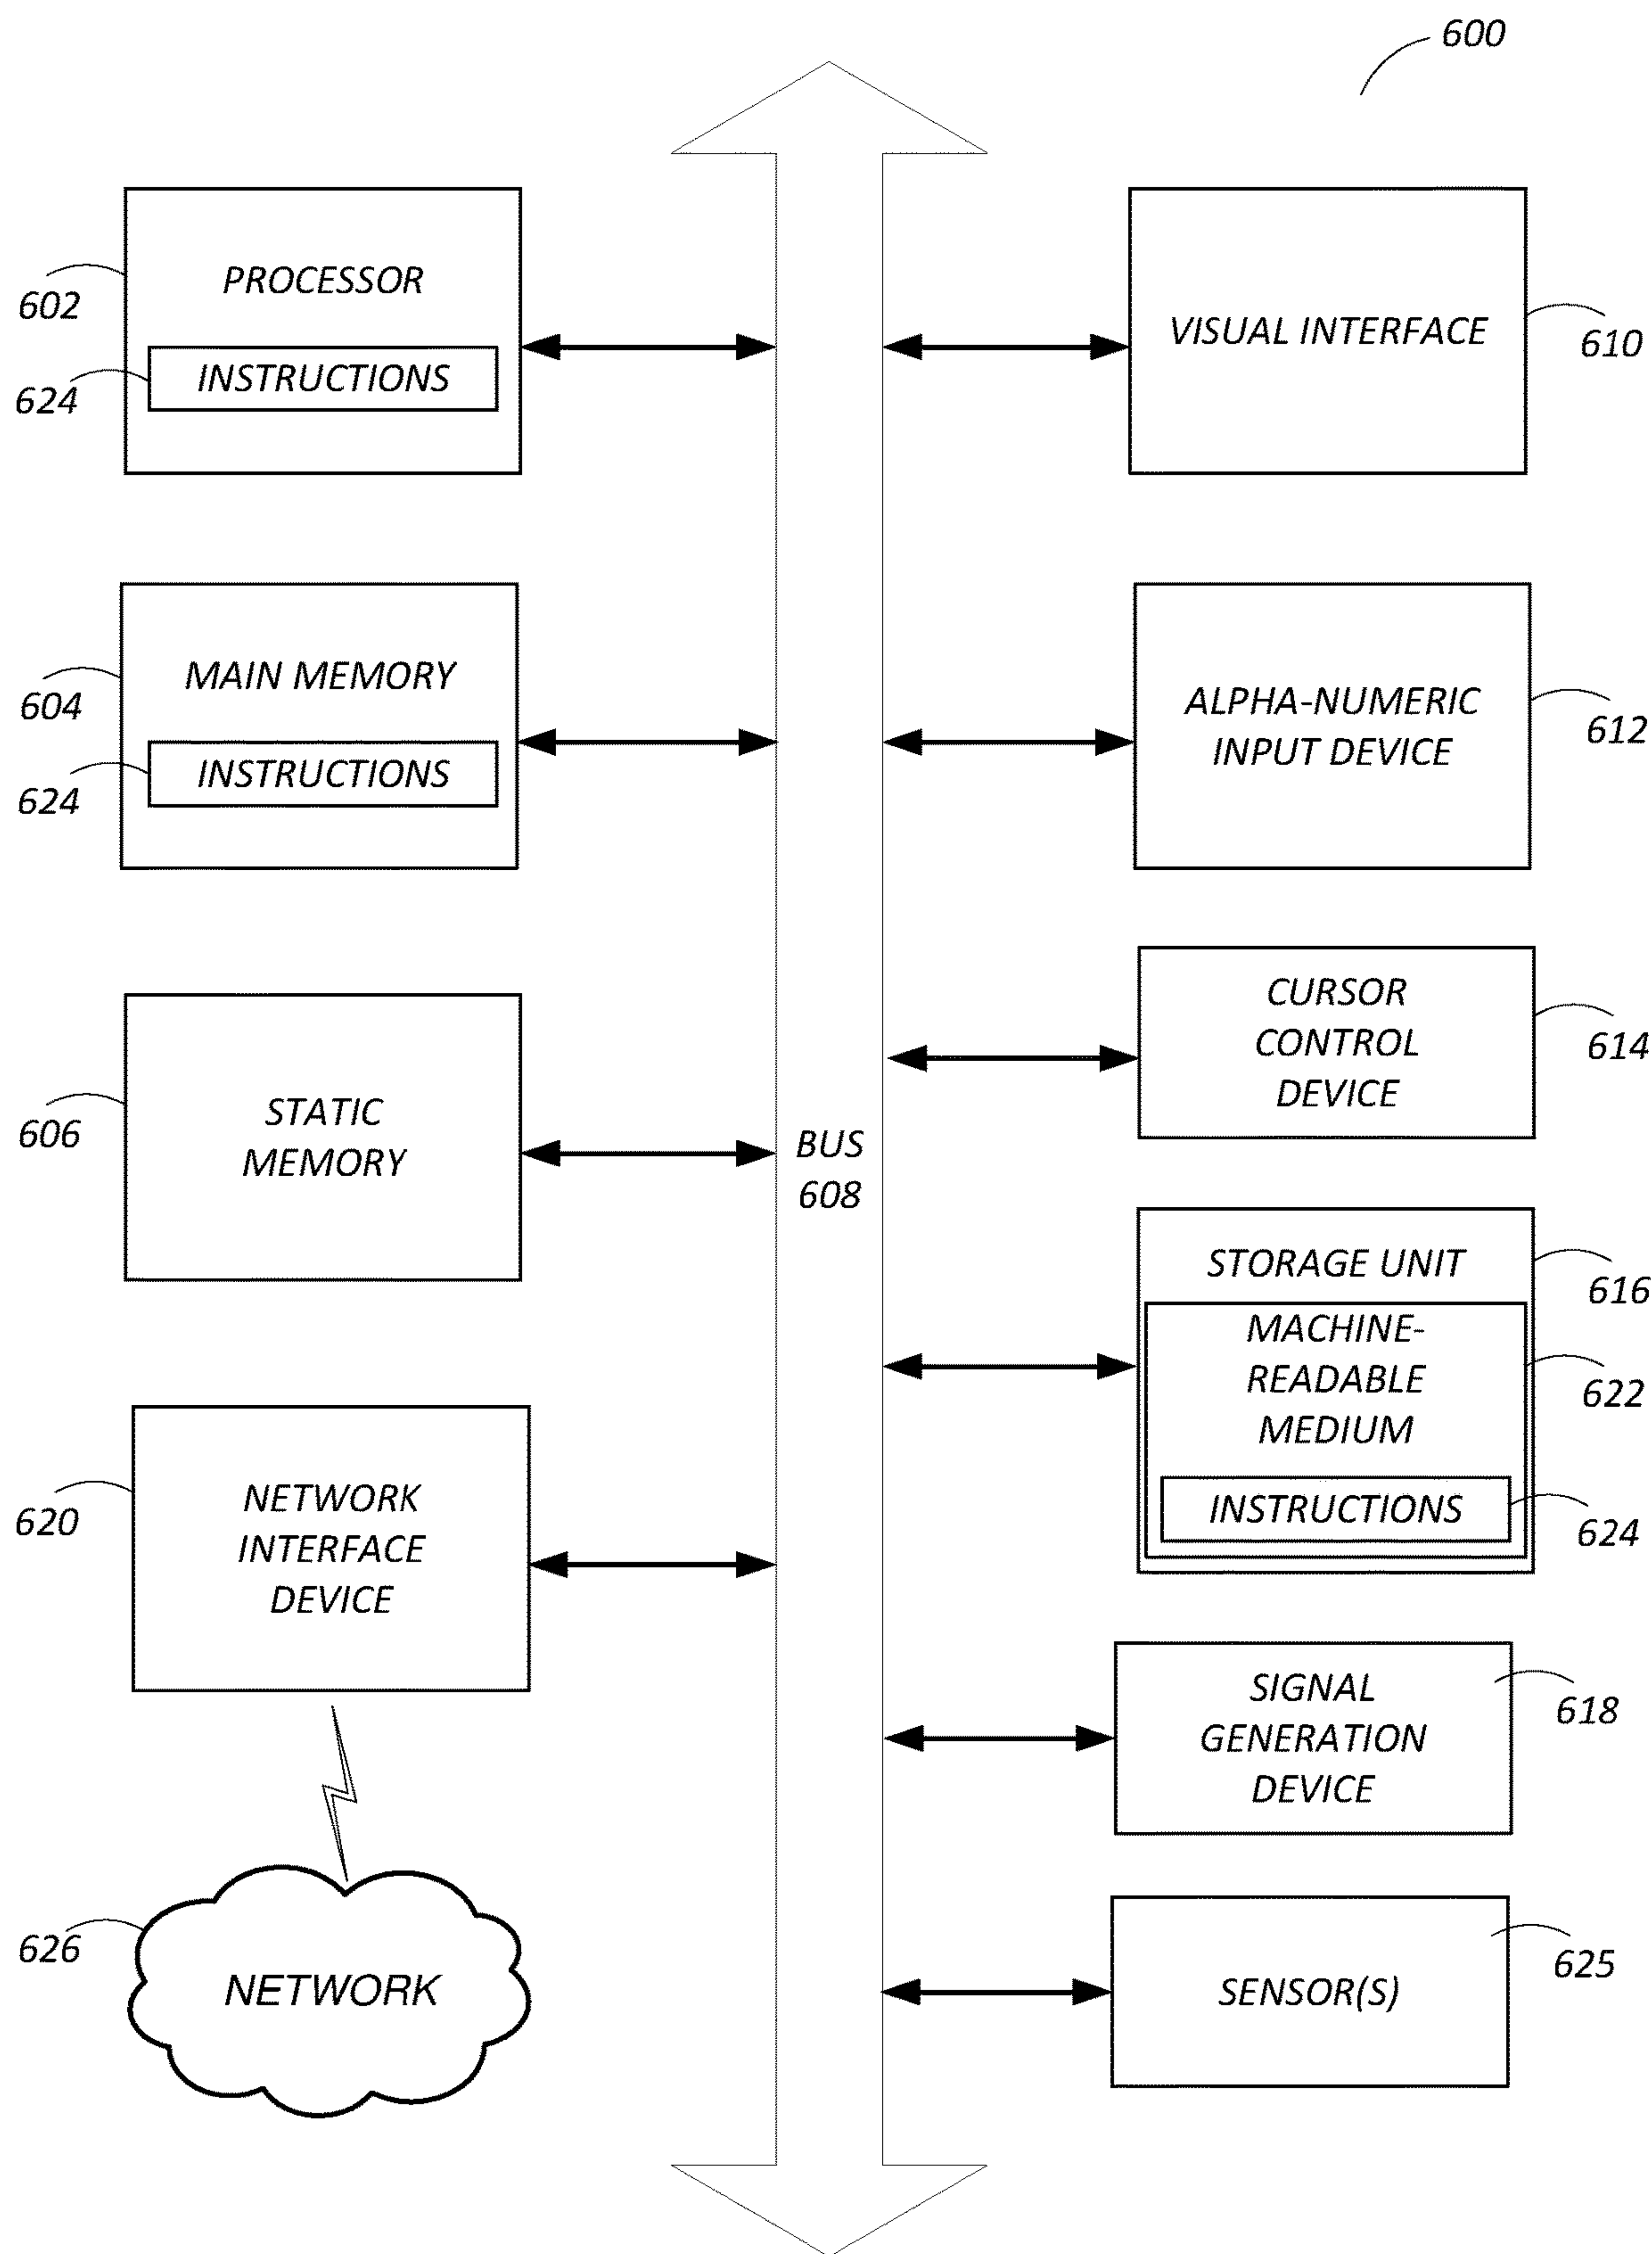 600
PROCESSOR
602
INSTRUCTIONS
624
MAIN MEMORY
604
INSTRUCTIONS
624
STATIC
MEMORY
606
NETWORK
INTERFACE
DEVICE
620
626
NETWORK
BUS
608
VISUAL INTERFACE
610
ALPHA-NUMERIC
INPUT DEVICE
612
CURSOR
CONTROL
DEVICE
614
STORAGE UNIT
616
MACHINE-
READABLE
MEDIUM
622
INSTRUCTIONS
624
SIGNAL
GENERATION
DEVICE
618
SENSOR(S)
625